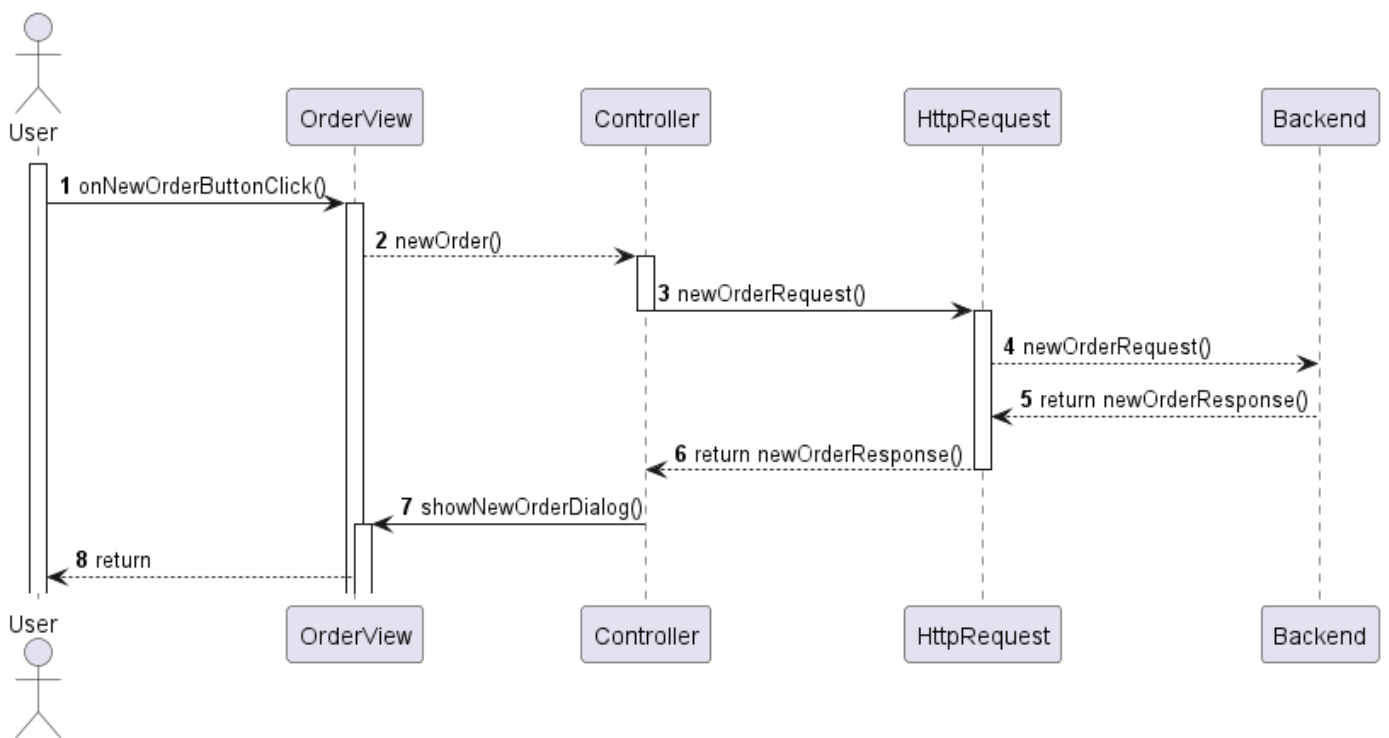 User
OrderView
Controller
HttpRequest
Backend
1 onNewOrderButtonClick()
2 newOrder()
3 newOrderRequest()
4 newOrderRequest()
5 return newOrderResponse()
6 return newOrderResponse()
7 showNewOrderDialog()
8 return
User
OrderView
Controller
HttpRequest
Backend